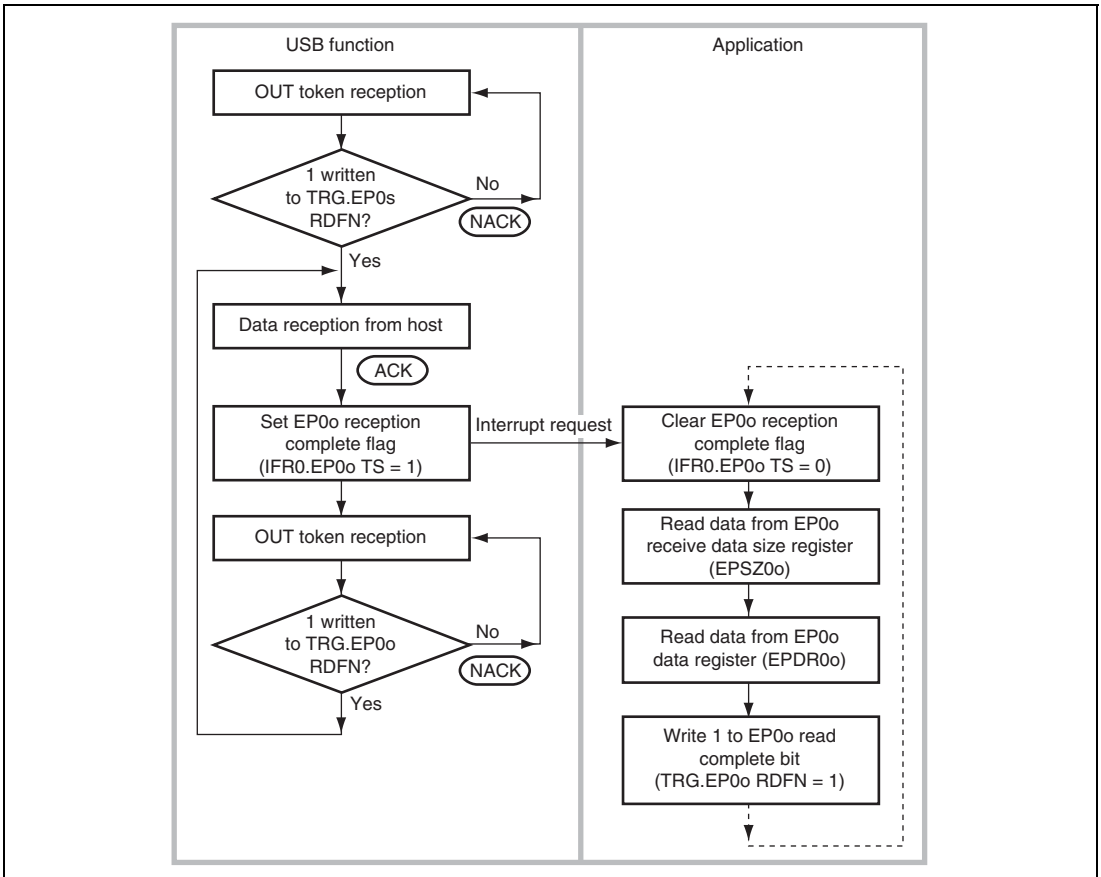 USB function
OUT token reception
1 written
to TRG.EP0s
RDFN?
No
NACK
Yes
Data reception from host
ACK
Set EP0o reception
complete flag
(IFR0.EP0o TS = 1)
Interrupt request
OUT token reception
1 written
to TRG.EP0o
RDFN?
No
NACK
Yes
Application
Clear EP0o reception
complete flag
(IFR0.EP0o TS = 0)
Read data from EP0o
receive data size register
(EPSZ0o)
Read data from EP0o
data register (EPDR0o)
Write 1 to EP0o read
complete bit
(TRG.EP0o RDFN = 1)